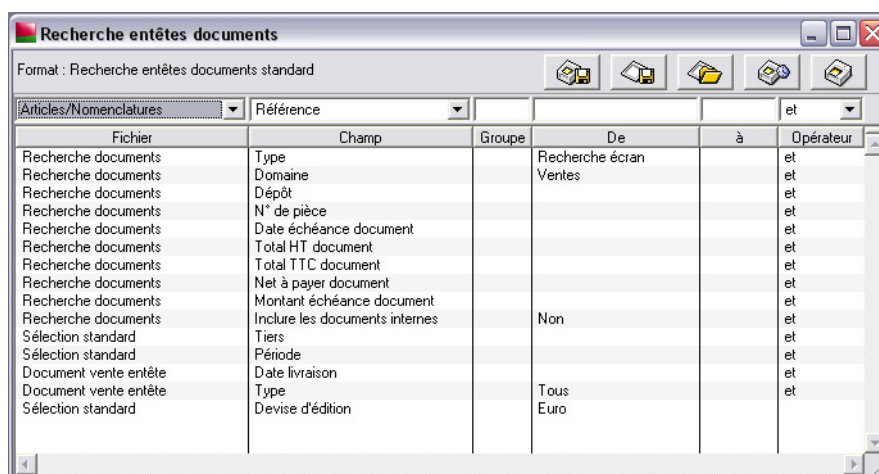 Recherche entêtes documents
Format : Recherche entêtes documents standard
Articles/Nomenclatures Référence et
Fichier Champ Groupe De à Opérateur
Recherche documents Type Recherche écran et
Recherche documents Domaine Ventes et
Recherche documents Dépôt et
Recherche documents N° de pièce et
Recherche documents Date échéance document et
Recherche documents Total HT document et
Recherche documents Total TTC document et
Recherche documents Net à payer document et
Recherche documents Montant échéance document et
Recherche documents Inclure les documents internes Non et
Sélection standard Tiers et
Sélection standard Période et
Document vente entête Date livraison et
Document vente entête Type Tous et
Sélection standard Devise d'édition Euro